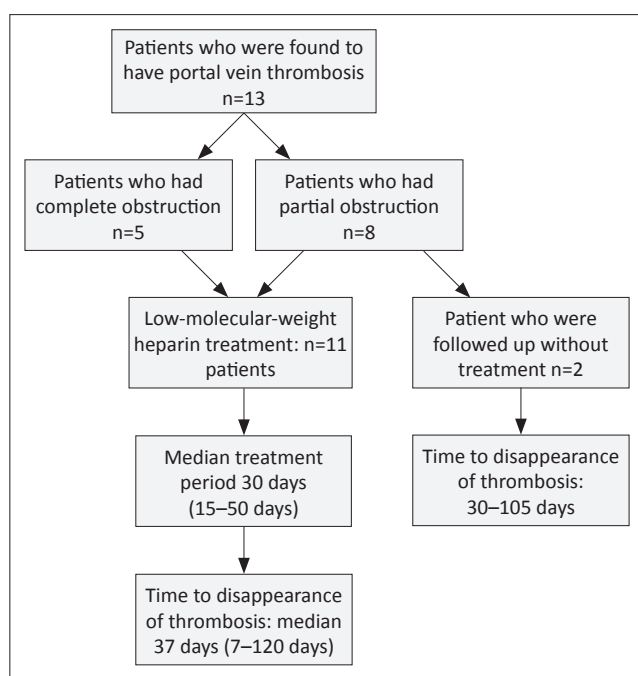 Patients who were found to
have portal vein thrombosis
n=13
Patients who had
complete obstruction
n=5
Patients who had
partial obstruction
n=8
Low-molecular-weight
heparin treatment: n=11
patients
Patient who were
followed up without
treatment n=2
Median treatment
period 30 days
(15–50 days)
Time to disappearance
of thrombosis:
30–105 days
Time to disappearance
of thrombosis: median
37 days (7–120 days)